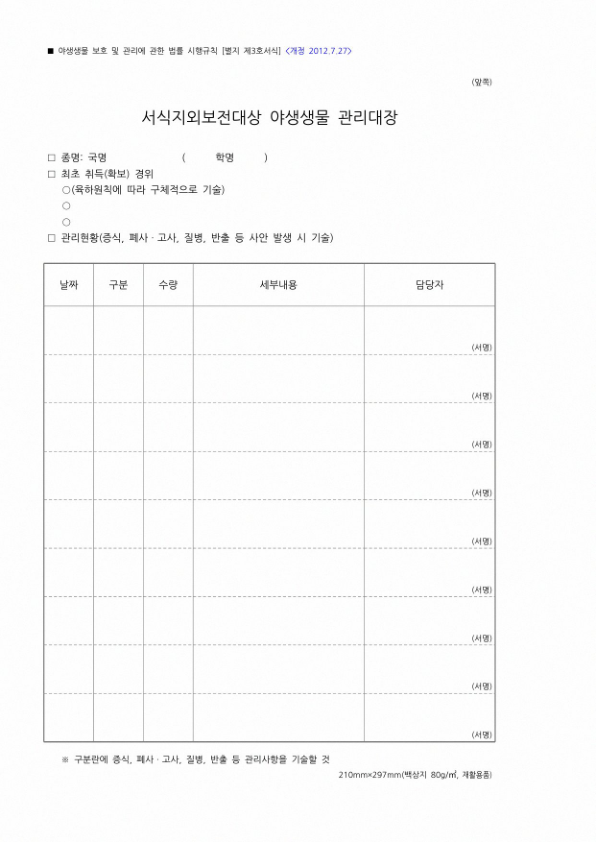 ■ 야생생물 보호 및 관리에 관한 법률 시행규칙 [별지 제3호서식] <개정 2012.7.27>
(앞쪽)
서식지외보전대상 야생생물 관리대장
□ 종명: 국명 ( 학명 )
□ 최초 취득(확보) 경위
○(육하원칙에 따라 구체적으로 기술)
○
○
□ 관리현황(증식, 폐사ㆍ고사, 질병, 반출 등 사안 발생 시 기술)
날짜 구분 수량 세부내용 담당자
(서명)
(서명)
(서명)
(서명)
(서명)
(서명)
(서명)
(서명)
(서명)
※ 구분란에 증식, 폐사ㆍ고사, 질병, 반출 등 관리사항을 기술할 것
210mm×297mm(백상지 80g/㎡, 재활용품)